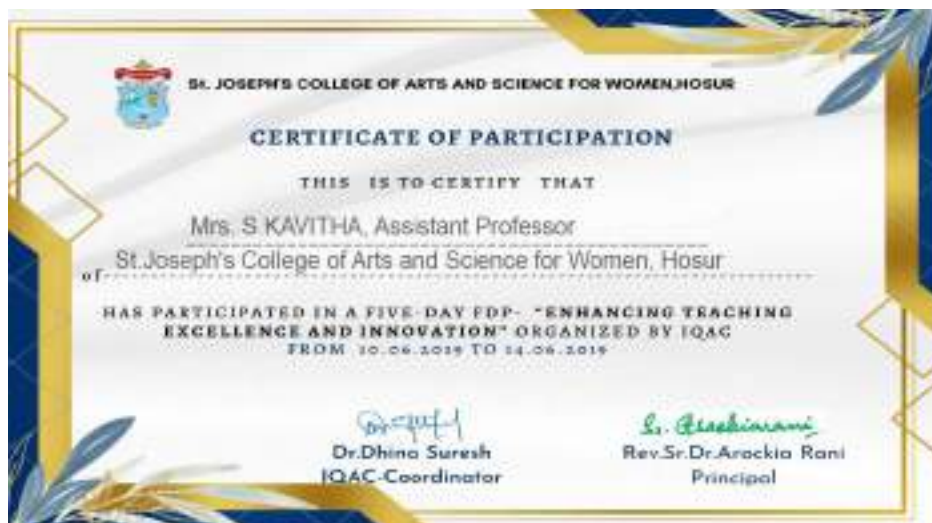 St. JOSEPH'S COLLEGE OF ARTS AND SCIENCE FOR WOMEN,HOSUR
CERTIFICATE OF PARTICIPATION
THIS IS TO CERTIFY THAT
Mrs. S KAVITHA, Assistant Professor
of St.Joseph's College of Arts and Science for Women, Hosur
HAS PARTICIPATED IN A FIVE-DAY FDP- "ENHANCING TEACHING
EXCELLENCE AND INNOVATION" ORGANIZED BY IQAC
FROM 10.06.2019 TO 14.06.2019
Dr.Dhina Suresh
IQAC-Coordinator
Rev.Sr.Dr.Arockia Rani
Principal